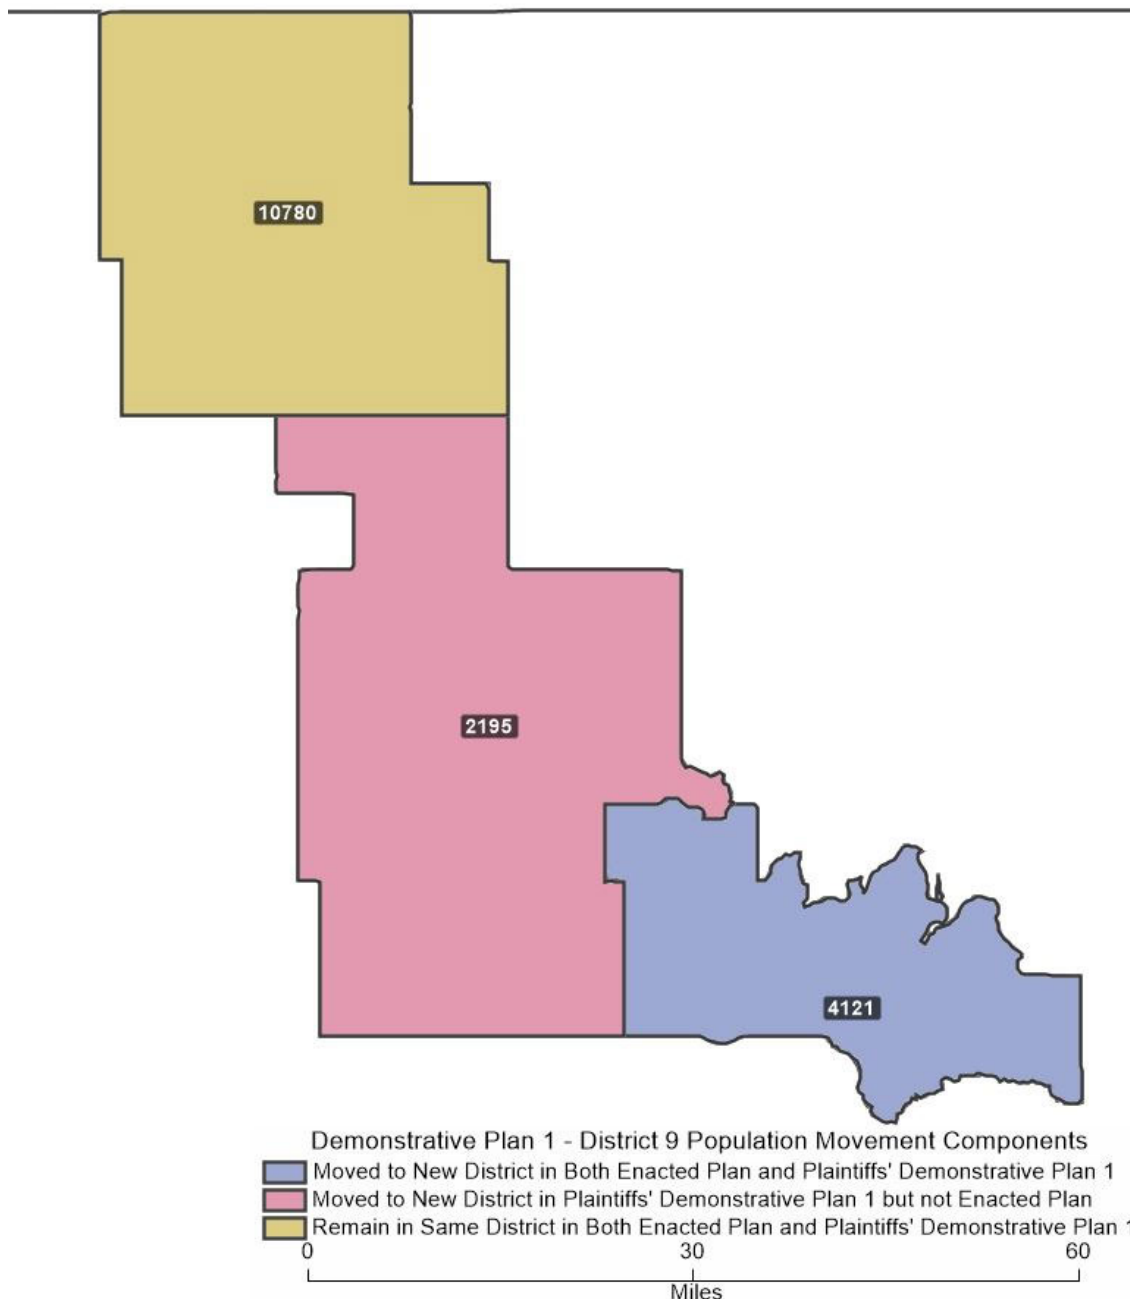 10780
2195
4121
Demonstrative Plan 1 - District 9 Population Movement Components
Moved to New District in Both Enacted Plan and Plaintiffs' Demonstrative Plan 1
Moved to New District in Plaintiffs' Demonstrative Plan 1 but not Enacted Plan
Remain in Same District in Both Enacted Plan and Plaintiffs' Demonstrative Plan 1
0 30 60
Miles